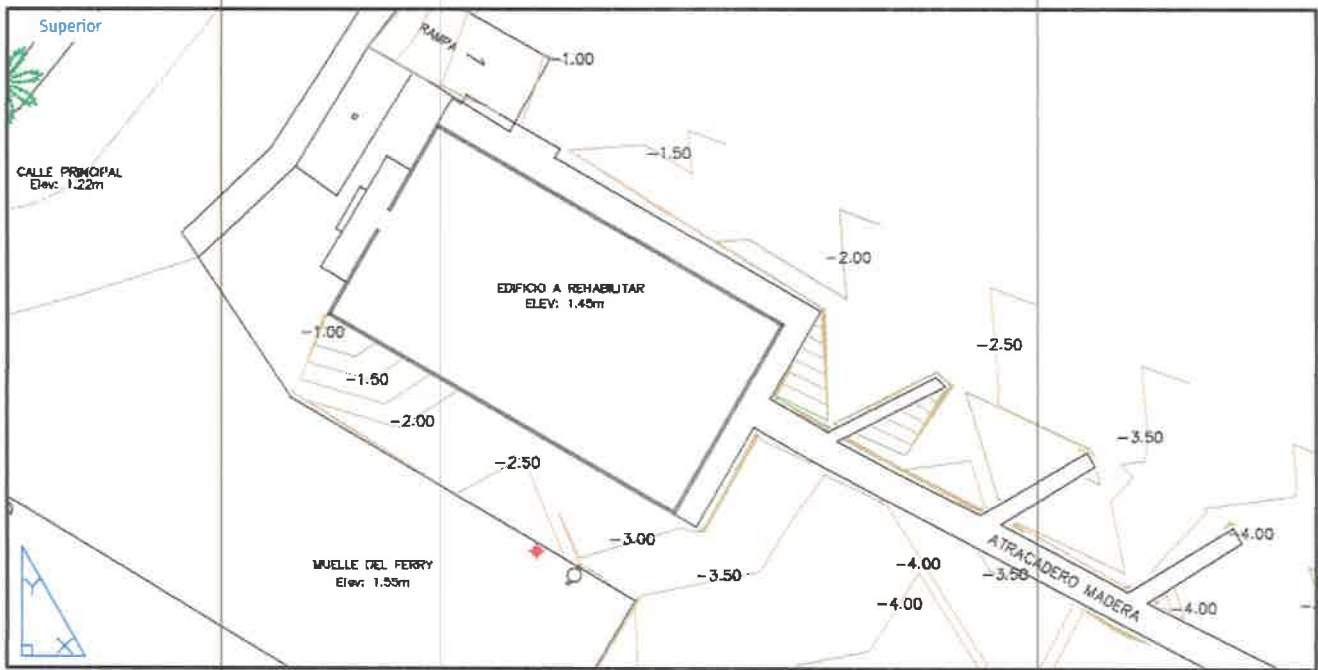 Superior
RAMPA
-1.00
-1.50
CALLE PRINCIPAL
Elev: 1.22m
-2.00
EDIFICIO A REHABILITAR
ELEV: 1.45m
-1.00
-2.50
-1.50
-2.00
-3.50
-2.50
-3.00
-4.00
ATRACADERO MADERA
MUELLE DEL FERRY
Elev: 1.55m
-3.50
-4.00
-3.50
-4.00
-4.00
Y
X